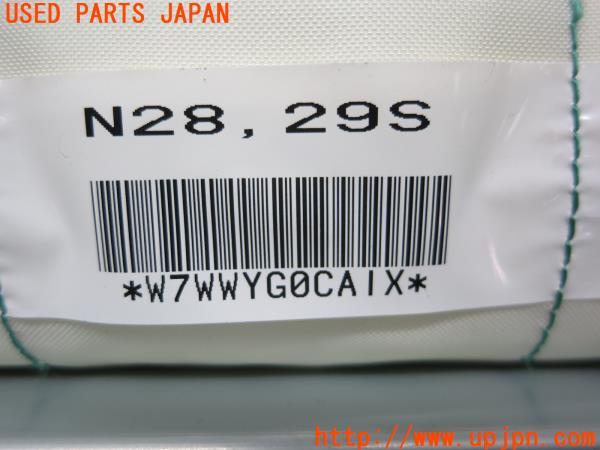 USED PARTS JAPAN
N28,29S
*W7WWYG0CAIX*
http://www.upjpn.com